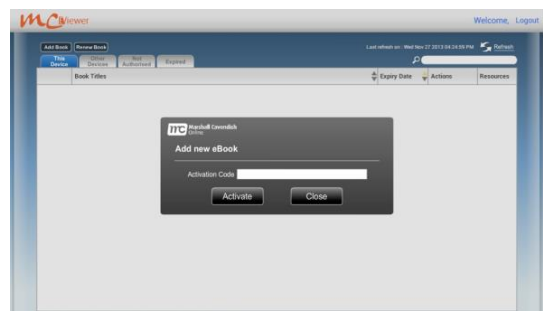 MCViewer
Welcome, Logout
Add Book Renew Book
Last refresh on : Wed Nov 27 2013 04:24:59 PM Refresh
This Device Other Devices Not Authorised Expired
Book Titles Expiry Date Actions Resources
mc Marshall Cavendish Online
Add new eBook
Activation Code
Activate Close